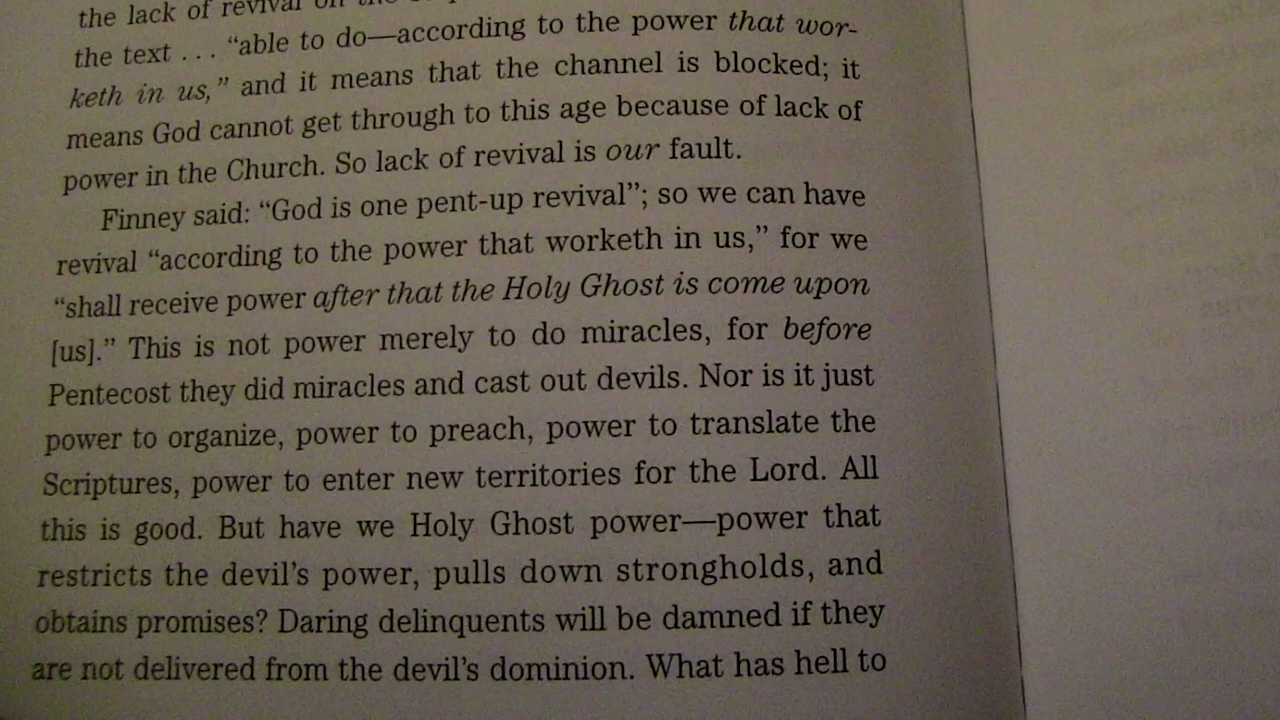 the lack of revival on the
the text . . . “able to do—according to the power that wor-
keth in us,” and it means that the channel is blocked; it
means God cannot get through to this age because of lack of
power in the Church. So lack of revival is our fault.
Finney said: “God is one pent-up revival”; so we can have
revival “according to the power that worketh in us,” for we
“shall receive power after that the Holy Ghost is come upon
[us].” This is not power merely to do miracles, for before
Pentecost they did miracles and cast out devils. Nor is it just
power to organize, power to preach, power to translate the
Scriptures, power to enter new territories for the Lord. All
this is good. But have we Holy Ghost power—power that
restricts the devil’s power, pulls down strongholds, and
obtains promises? Daring delinquents will be damned if they
are not delivered from the devil’s dominion. What has hell to